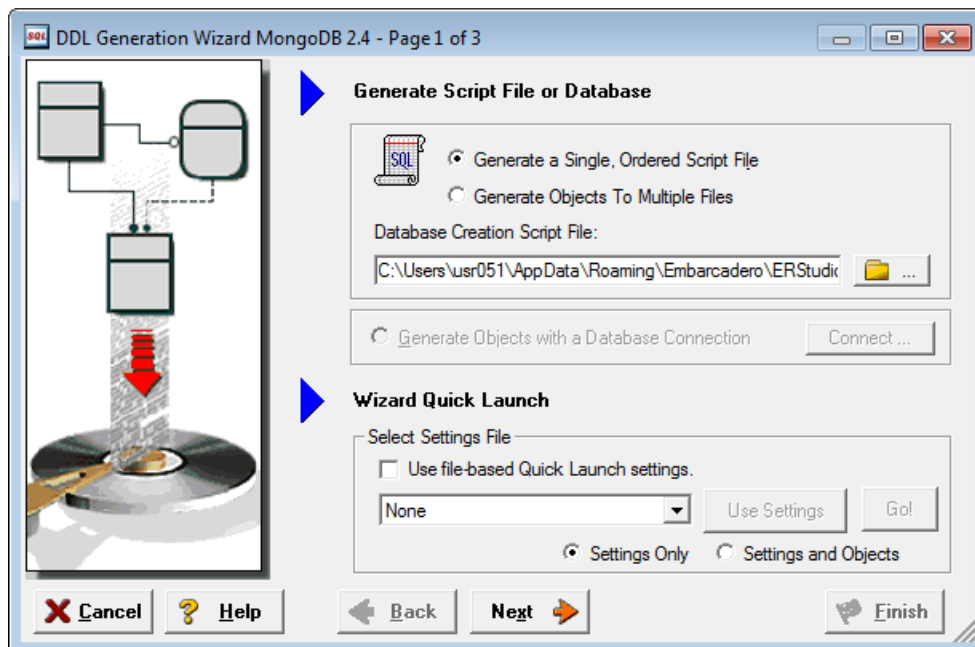 SQL DDL Generation Wizard MongoDB 2.4 - Page 1 of 3
Generate Script File or Database
SQL
Generate a Single, Ordered Script File
Generate Objects To Multiple Files
Database Creation Script File:
C:\Users\usr051\AppData\Roaming\Embarcadero\ERStudio
...
Generate Objects with a Database Connection
Connect ...
Wizard Quick Launch
Select Settings File
Use file-based Quick Launch settings.
None
Use Settings
Go!
Settings Only
Settings and Objects
Cancel
Help
Back
Next
Finish